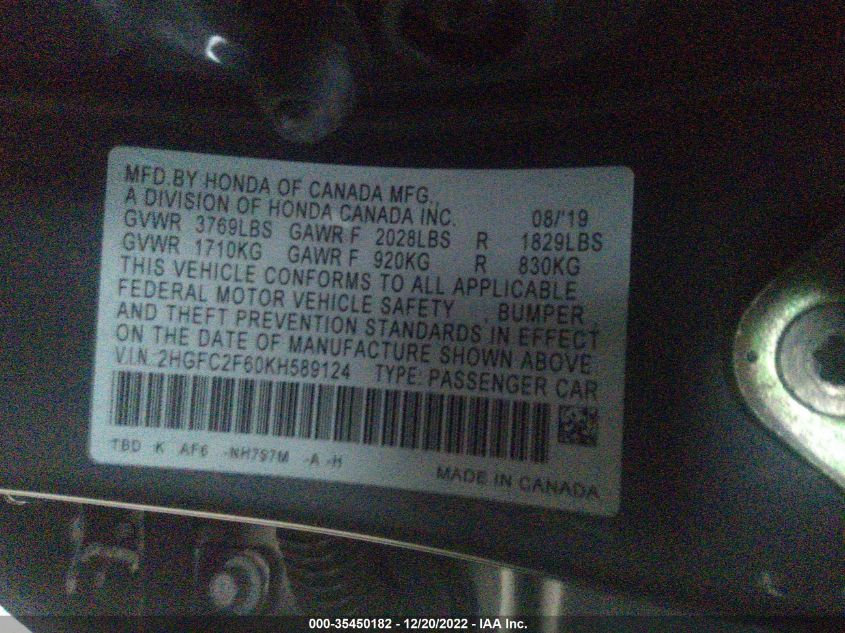 MFD.BY HONDA OF CANADA MFG.,
A DIVISION OF HONDA CANADA INC. 08/'19
GVWR 3769LBS GAWR F 2028LBS R 1829LBS
GVWR 1710KG GAWR F 920KG R 830KG
THIS VEHICLE CONFORMS TO ALL APPLICABLE
FEDERAL MOTOR VEHICLE SAFETY , BUMPER
AND THEFT PREVENTION STANDARDS IN EFFECT
ON THE DATE OF MANUFACTURE SHOWN ABOVE.
V.I.N.:2HGFC2F60KH589124 TYPE: PASSENGER CAR
TBD -K AF6 -NH797M -A -H
MADE IN CANADA
000-35450182 - 12/20/2022 - IAA Inc.